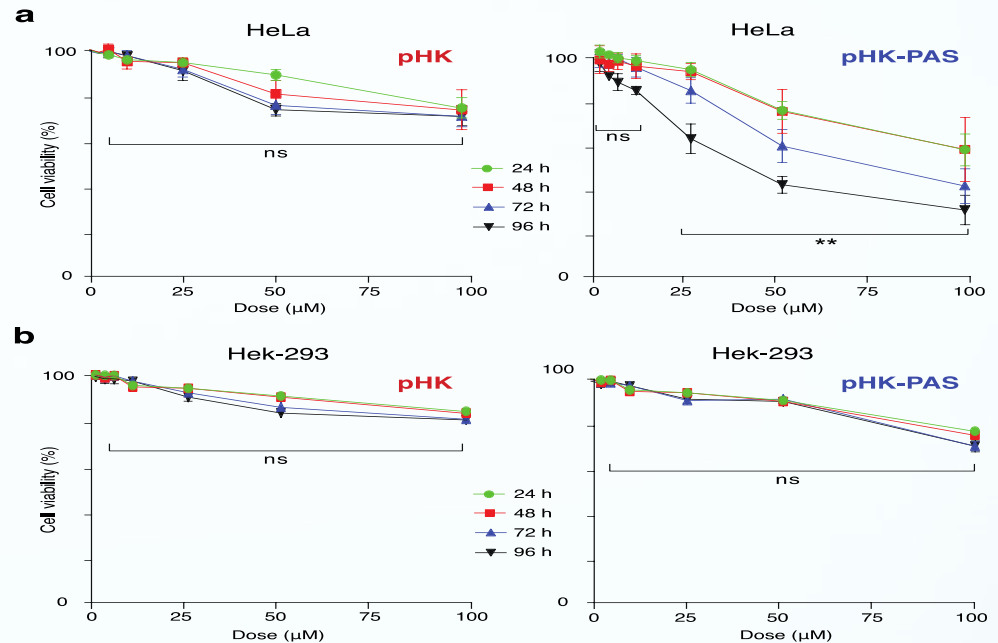 a
HeLa
pHK
100
Cell viability (%)
0
ns
0 25 50 75 100
Dose (µM)
HeLa
pHK-PAS
100
0
ns
**
0 25 50 75 100
Dose (µM)
24 h
48 h
72 h
96 h
b
Hek-293
pHK
100
Cell viability (%)
0
ns
0 25 50 75 100
Dose (µM)
Hek-293
pHK-PAS
100
0
ns
0 25 50 75 100
Dose (µM)
24 h
48 h
72 h
96 h